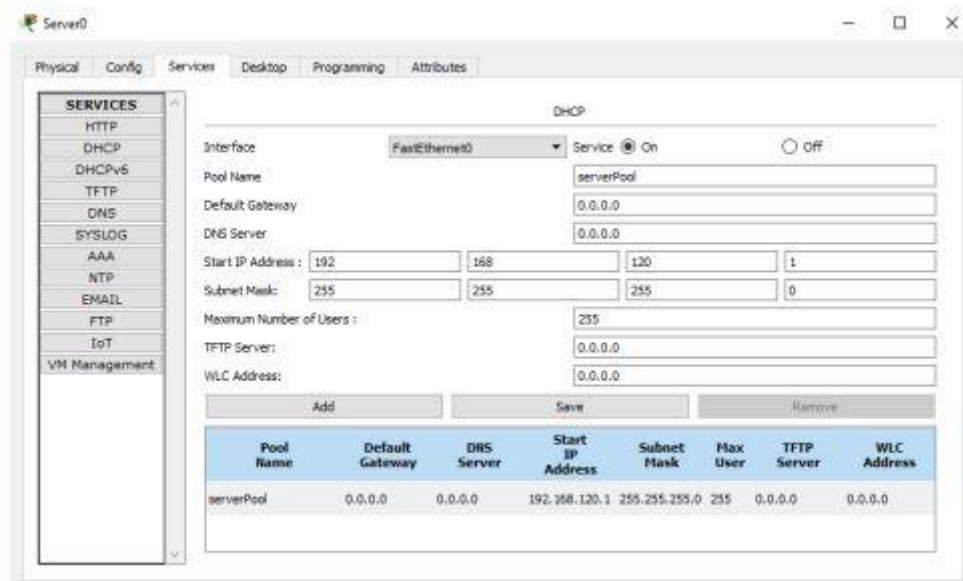 Server0
Physical Config Services Desktop Programming Attributes
SERVICES
HTTP
DHCP
DHCPv6
TFTP
DNS
SYSLOG
AAA
NTP
EMAIL
FTP
IoT
VM Management
DHCP
Interface FastEthernet0 Service On Off
Pool Name serverPool
Default Gateway 0.0.0.0
DNS Server 0.0.0.0
Start IP Address : 192 168 120 1
Subnet Mask: 255 255 255 0
Maximum Number of Users : 255
TFTP Server: 0.0.0.0
WLC Address: 0.0.0.0
Add Save Remove
Pool Name Default Gateway DNS Server Start IP Address Subnet Mask Max User TFTP Server WLC Address
serverPool 0.0.0.0 0.0.0.0 192.168.120.1 255.255.255.0 255 0.0.0.0 0.0.0.0